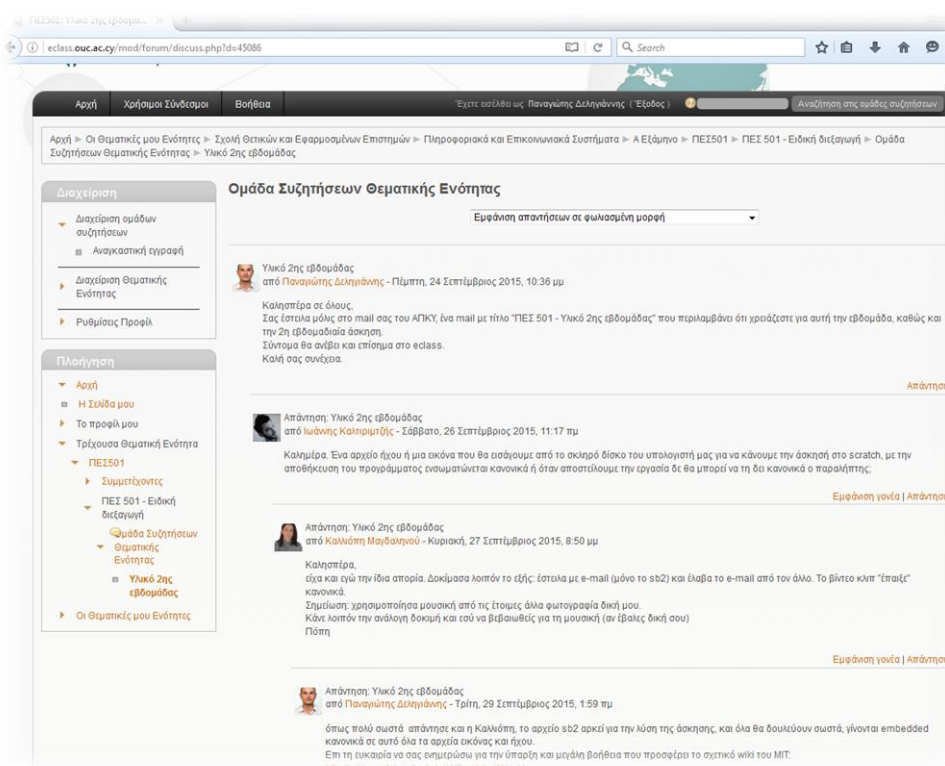 ΠΕΣ501: Υλικό 2ης εβδομά...
eclass.ouc.ac.cy/mod/forum/discuss.php?d=45086
Search
Αρχή Χρήσιμοι Σύνδεσμοι Βοήθεια
Έχετε εισέλθει ως Παναγιώτης Δεληγιάννης (Έξοδος)
Αναζήτηση στις ομάδες συζητήσεων
Αρχή ► Οι Θεματικές μου Ενότητες ► Σχολή Θετικών και Εφαρμοσμένων Επιστημών ► Πληροφοριακά και Επικοινωνιακά Συστήματα ► Α Εξάμηνο ► ΠΕΣ501 ► ΠΕΣ 501 - Ειδική διεξαγωγή ► Ομάδα
Συζητήσεων Θεματικής Ενότητας ► Υλικό 2ης εβδομάδας
Διαχείριση
Διαχείριση ομάδων
συζητήσεων
Αναγκαστική εγγραφή
Διαχείριση Θεματικής
Ενότητας
Ρυθμίσεις Προφίλ
Πλοήγηση
Αρχή
Η Σελίδα μου
Το προφίλ μου
Τρέχουσα Θεματική Ενότητα
ΠΕΣ501
Συμμετέχοντες
ΠΕΣ 501 - Ειδική
διεξαγωγή
Ομάδα Συζητήσεων
Θεματικής
Ενότητας
Υλικό 2ης
εβδομάδας
Οι Θεματικές μου Ενότητες
Ομάδα Συζητήσεων Θεματικής Ενότητας
Εμφάνιση απαντήσεων σε φωλιασμένη μορφή
Υλικό 2ης εβδομάδας
από Παναγιώτης Δεληγιάννης - Πέμπτη, 24 Σεπτέμβριος 2015, 10:36 μμ
Καλησπέρα σε όλους,
Σας έστειλα μόλις στο mail σας του ΑΠΚΥ, ένα mail με τίτλο "ΠΕΣ 501 - Υλικό 2ης εβδομάδας" που περιλαμβάνει ότι χρειάζεστε για αυτή την εβδομάδα, καθώς και
την 2η εβδομαδιαία άσκηση.
Σύντομα θα ανέβει και επίσημα στο eclass.
Καλή σας συνέχεια.
Απάντηση
Απάντηση: Υλικό 2ης εβδομάδας
από Ιωάννης Καλτιριμτζής - Σάββατο, 26 Σεπτέμβριος 2015, 11:17 πμ
Καλημέρα. Ένα αρχείο ήχου ή μια εικόνα που θα εισάγουμε από το σκληρό δίσκο του υπολογιστή μας για να κάνουμε την άσκησή στο scratch, με την
αποθήκευση του προγράμματος ενσωματώνεται κανονικά ή όταν αποστείλουμε την εργασία δε θα μπορεί να τη δει κανονικά ο παραλήπτης;
Εμφάνιση γονέα | Απάντηση
Απάντηση: Υλικό 2ης εβδομάδας
από Καλλιόπη Μαγδαληνού - Κυριακή, 27 Σεπτέμβριος 2015, 8:50 μμ
Καλησπέρα,
είχα και εγώ την ίδια απορία. Δοκίμασα λοιπόν το εξής: έστειλα με e-mail (μόνο το sb2) και έλαβα το e-mail από τον άλλο. Το βίντεο κλιπ "έπαιξε"
κανονικά.
Σημείωση: χρησιμοποίησα μουσική από τις έτοιμες άλλα φωτογραφία δική μου.
Κάνε λοιπόν την ανάλογη δοκιμή και εσύ να βεβαιωθείς για τη μουσική (αν έβαλες δική σου)
Πόπη
Εμφάνιση γονέα | Απάντηση
Απάντηση: Υλικό 2ης εβδομάδας
από Παναγιώτης Δεληγιάννης - Τρίτη, 29 Σεπτέμβριος 2015, 1:59 πμ
όπως πολύ σωστά απάντησε και η Καλλιόπη, το αρχείο sb2 αρκεί για την λύση της άσκησης, και όλα θα δουλεύουν σωστά, γίνονται embedded
κανονικά σε αυτό όλα τα αρχεία εικόνας και ήχου.
Επι τη ευκαιρία να σας ενημερώσω για την ύπαρξη και μεγάλη βοήθεια που προσφέρει το σχετικό wiki του MIT: